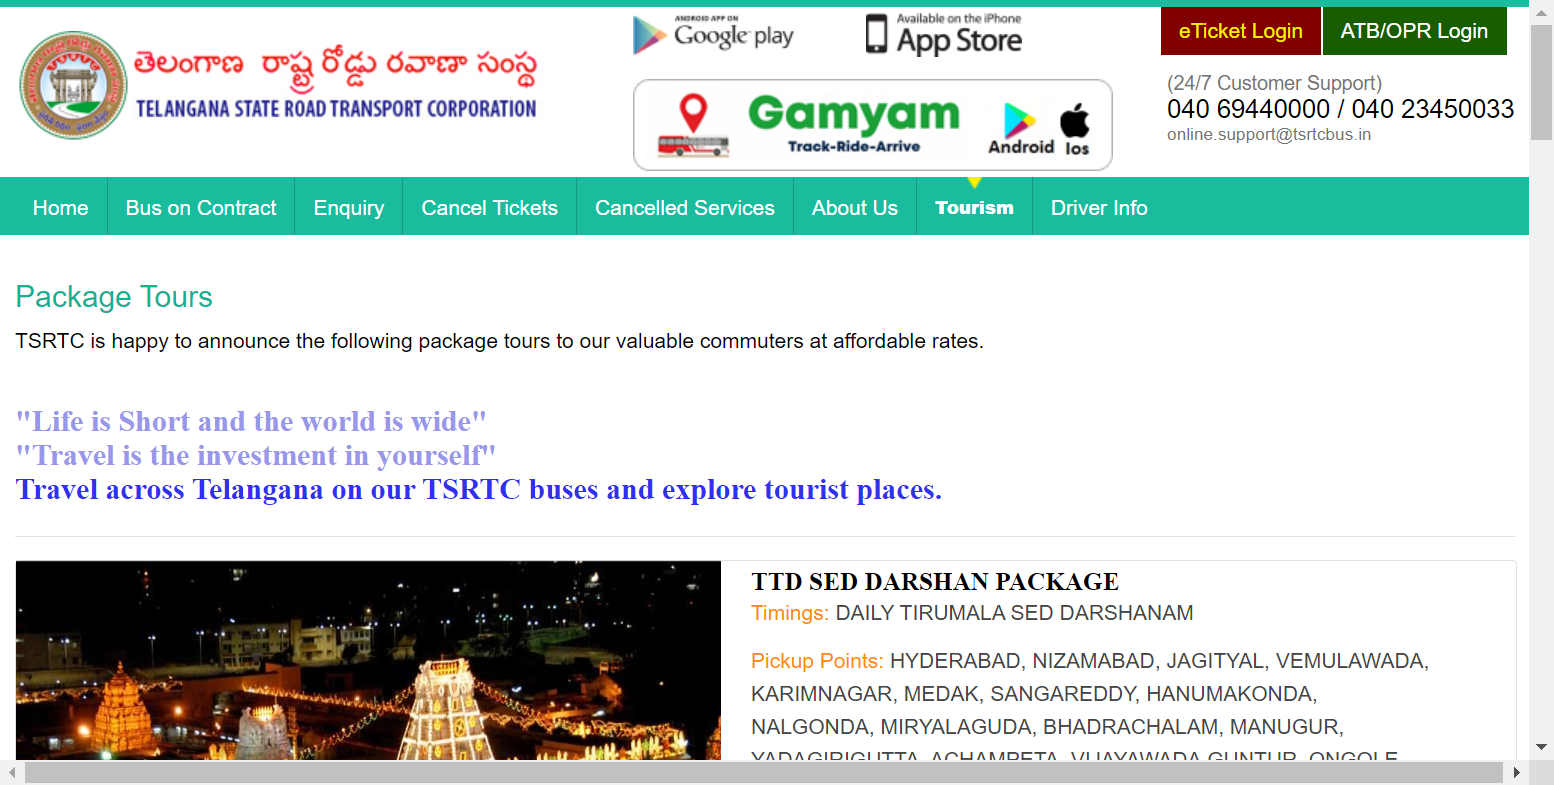 తెలంగాణ రాష్ట్ర రోడ్డు రవాణా సంస్థ
TELANGANA STATE ROAD TRANSPORT CORPORATION
ANDROID APP ON
Google play
Available on the iPhone
App Store
Gamyam
Track-Ride-Arrive
Android
Ios
eTicket Login
ATB/OPR Login
(24/7 Customer Support)
040 69440000 / 040 23450033
online.support@tsrtcbus.in
Home
Bus on Contract
Enquiry
Cancel Tickets
Cancelled Services
About Us
Tourism
Driver Info
Package Tours
TSRTC is happy to announce the following package tours to our valuable commuters at affordable rates.
"Life is Short and the world is wide"
"Travel is the investment in yourself"
Travel across Telangana on our TSRTC buses and explore tourist places.
TTD SED DARSHAN PACKAGE
Timings: DAILY TIRUMALA SED DARSHANAM
Pickup Points: HYDERABAD, NIZAMABAD, JAGITYAL, VEMULAWADA,
KARIMNAGAR, MEDAK, SANGAREDDY, HANUMAKONDA,
NALGONDA, MIRYALAGUDA, BHADRACHALAM, MANUGUR,
YADAGIRIGUTTA, ACHAMPETA, VIJAYAWADA,GUNTUR, ONGOLE,